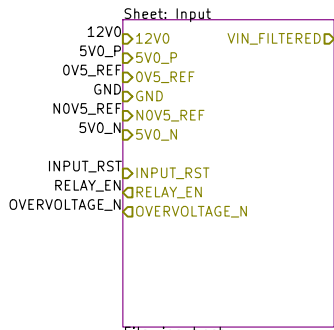 Sheet: Input
12V0 12V0 VIN_FILTERED
5V0_P 5V0_P
0V5_REF 0V5_REF
GND GND
N0V5_REF N0V5_REF
5V0_N 5V0_N
INPUT_RST INPUT_RST
RELAY_EN RELAY_EN
OVERVOLTAGE_N OVERVOLTAGE_N